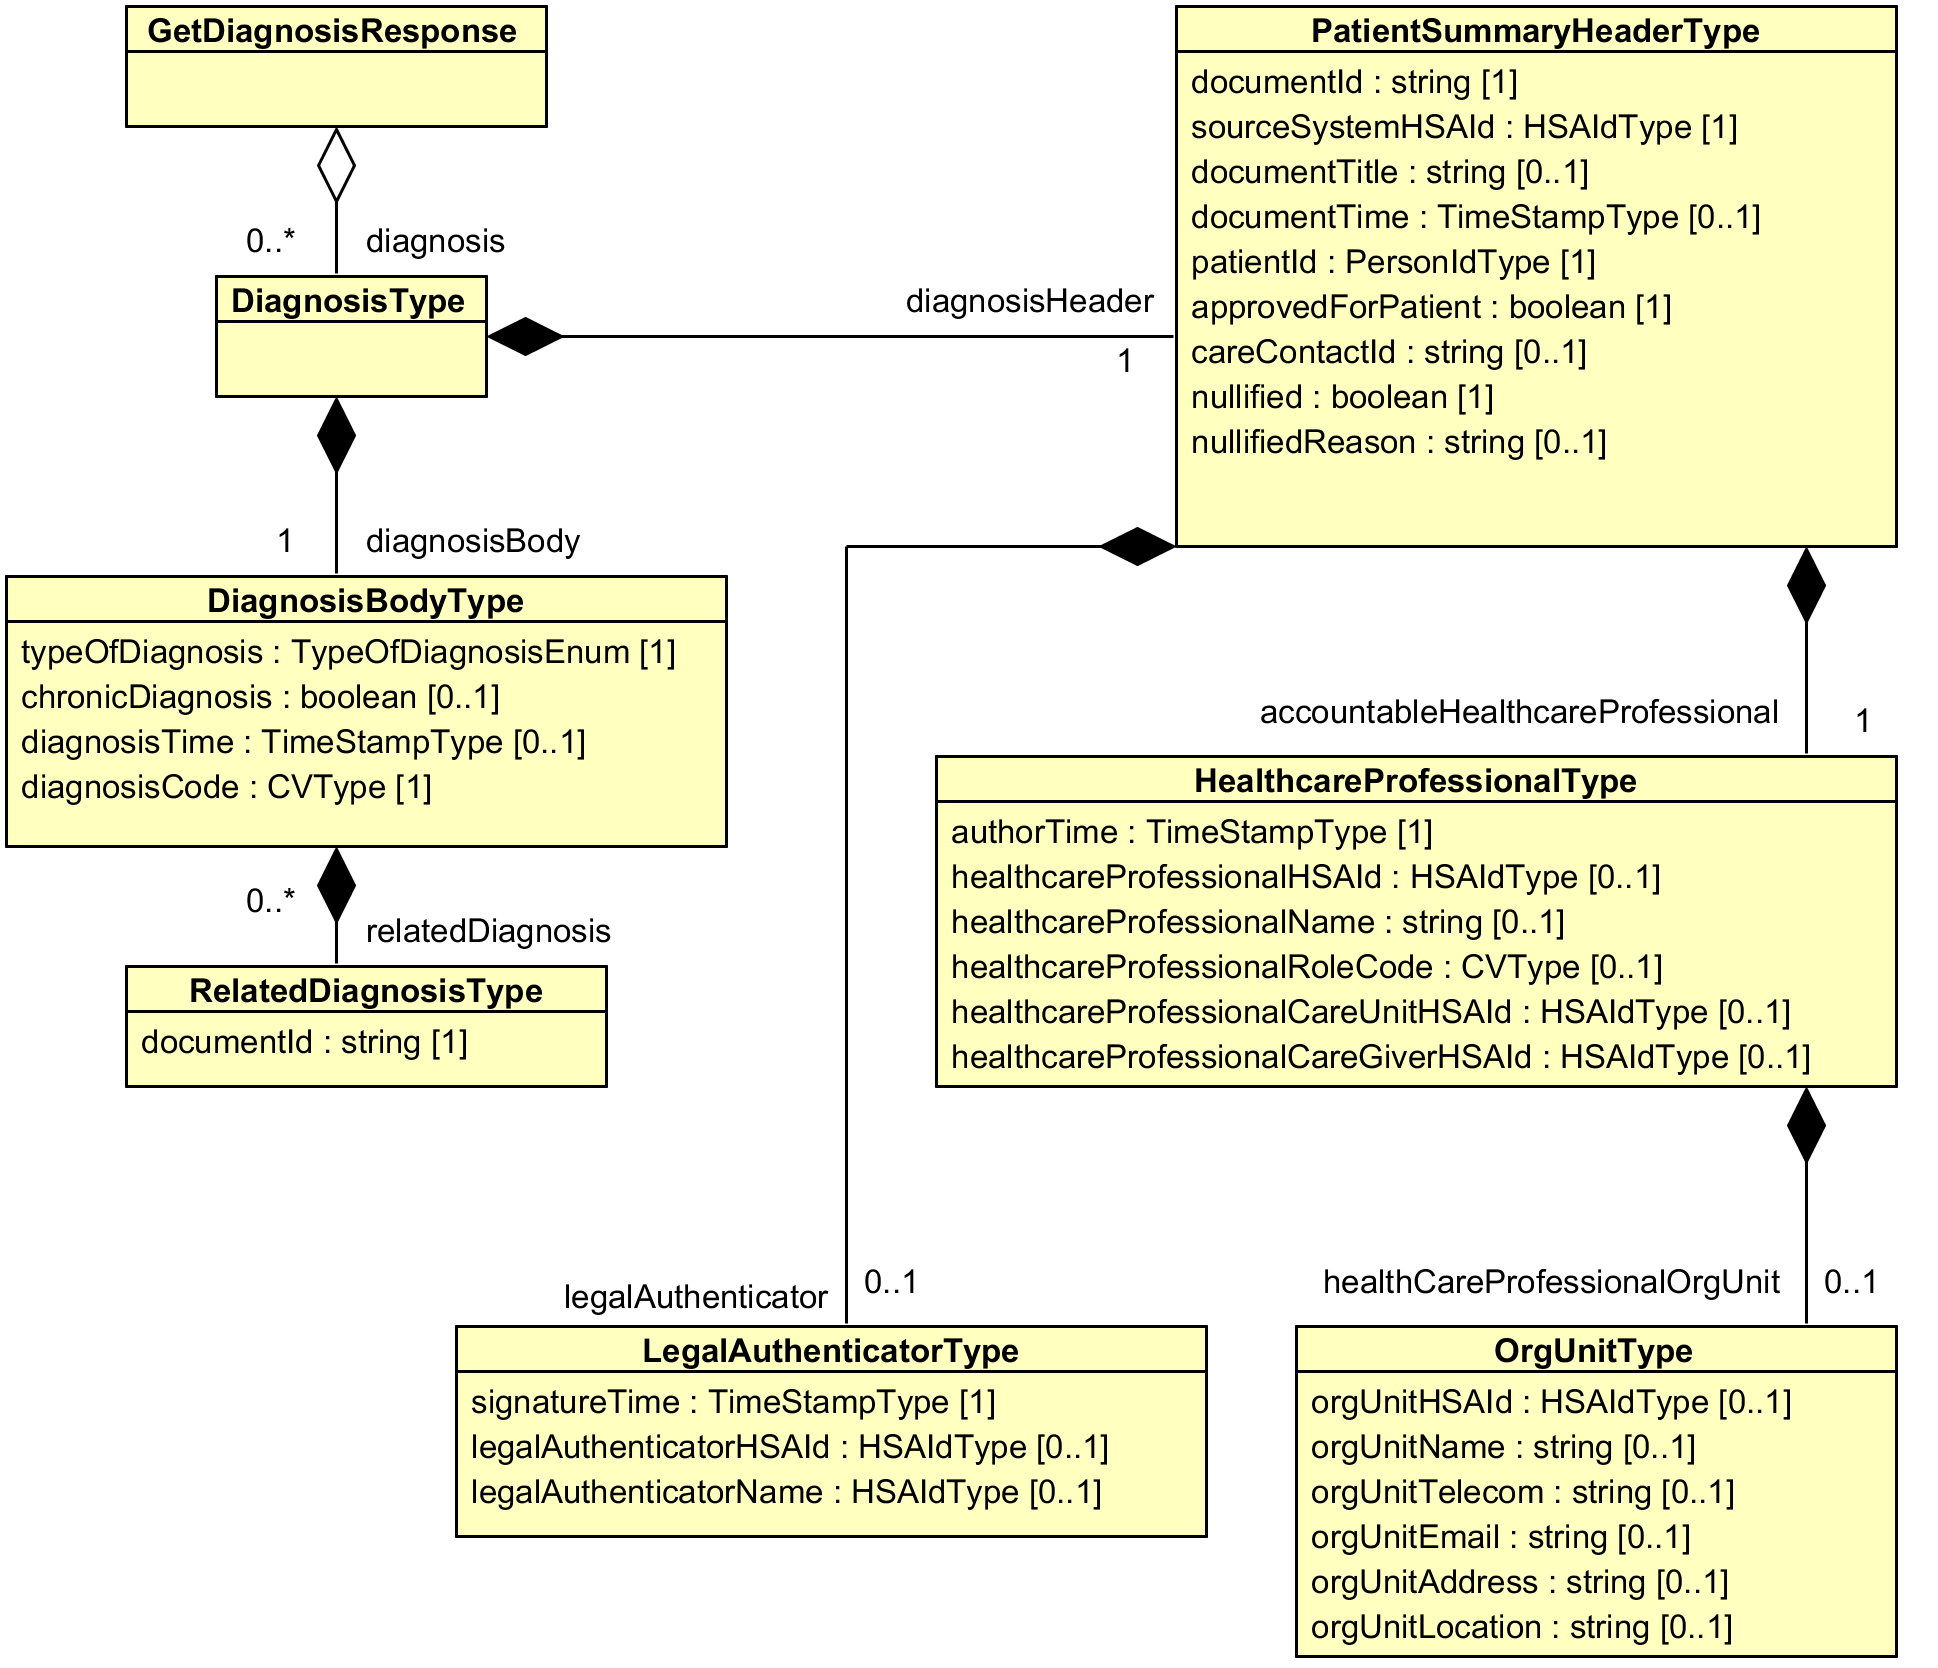 GetDiagnosisResponse
0..* diagnosis
DiagnosisType
diagnosisHeader
1
PatientSummaryHeaderType
documentId : string [1]
sourceSystemHSAId : HSAIdType [1]
documentTitle : string [0..1]
documentTime : TimeStampType [0..1]
patientId : PersonIdType [1]
approvedForPatient : boolean [1]
careContactId : string [0..1]
nullified : boolean [1]
nullifiedReason : string [0..1]
1 diagnosisBody
DiagnosisBodyType
typeOfDiagnosis : TypeOfDiagnosisEnum [1]
chronicDiagnosis : boolean [0..1]
diagnosisTime : TimeStampType [0..1]
diagnosisCode : CVType [1]
0..*
relatedDiagnosis
RelatedDiagnosisType
documentId : string [1]
accountableHealthcareProfessional 1
HealthcareProfessionalType
authorTime : TimeStampType [1]
healthcareProfessionalHSAId : HSAIdType [0..1]
healthcareProfessionalName : string [0..1]
healthcareProfessionalRoleCode : CVType [0..1]
healthcareProfessionalCareUnitHSAId : HSAIdType [0..1]
healthcareProfessionalCareGiverHSAId : HSAIdType [0..1]
legalAuthenticator 0..1
LegalAuthenticatorType
signatureTime : TimeStampType [1]
legalAuthenticatorHSAId : HSAIdType [0..1]
legalAuthenticatorName : HSAIdType [0..1]
healthCareProfessionalOrgUnit 0..1
OrgUnitType
orgUnitHSAId : HSAIdType [0..1]
orgUnitName : string [0..1]
orgUnitTelecom : string [0..1]
orgUnitEmail : string [0..1]
orgUnitAddress : string [0..1]
orgUnitLocation : string [0..1]